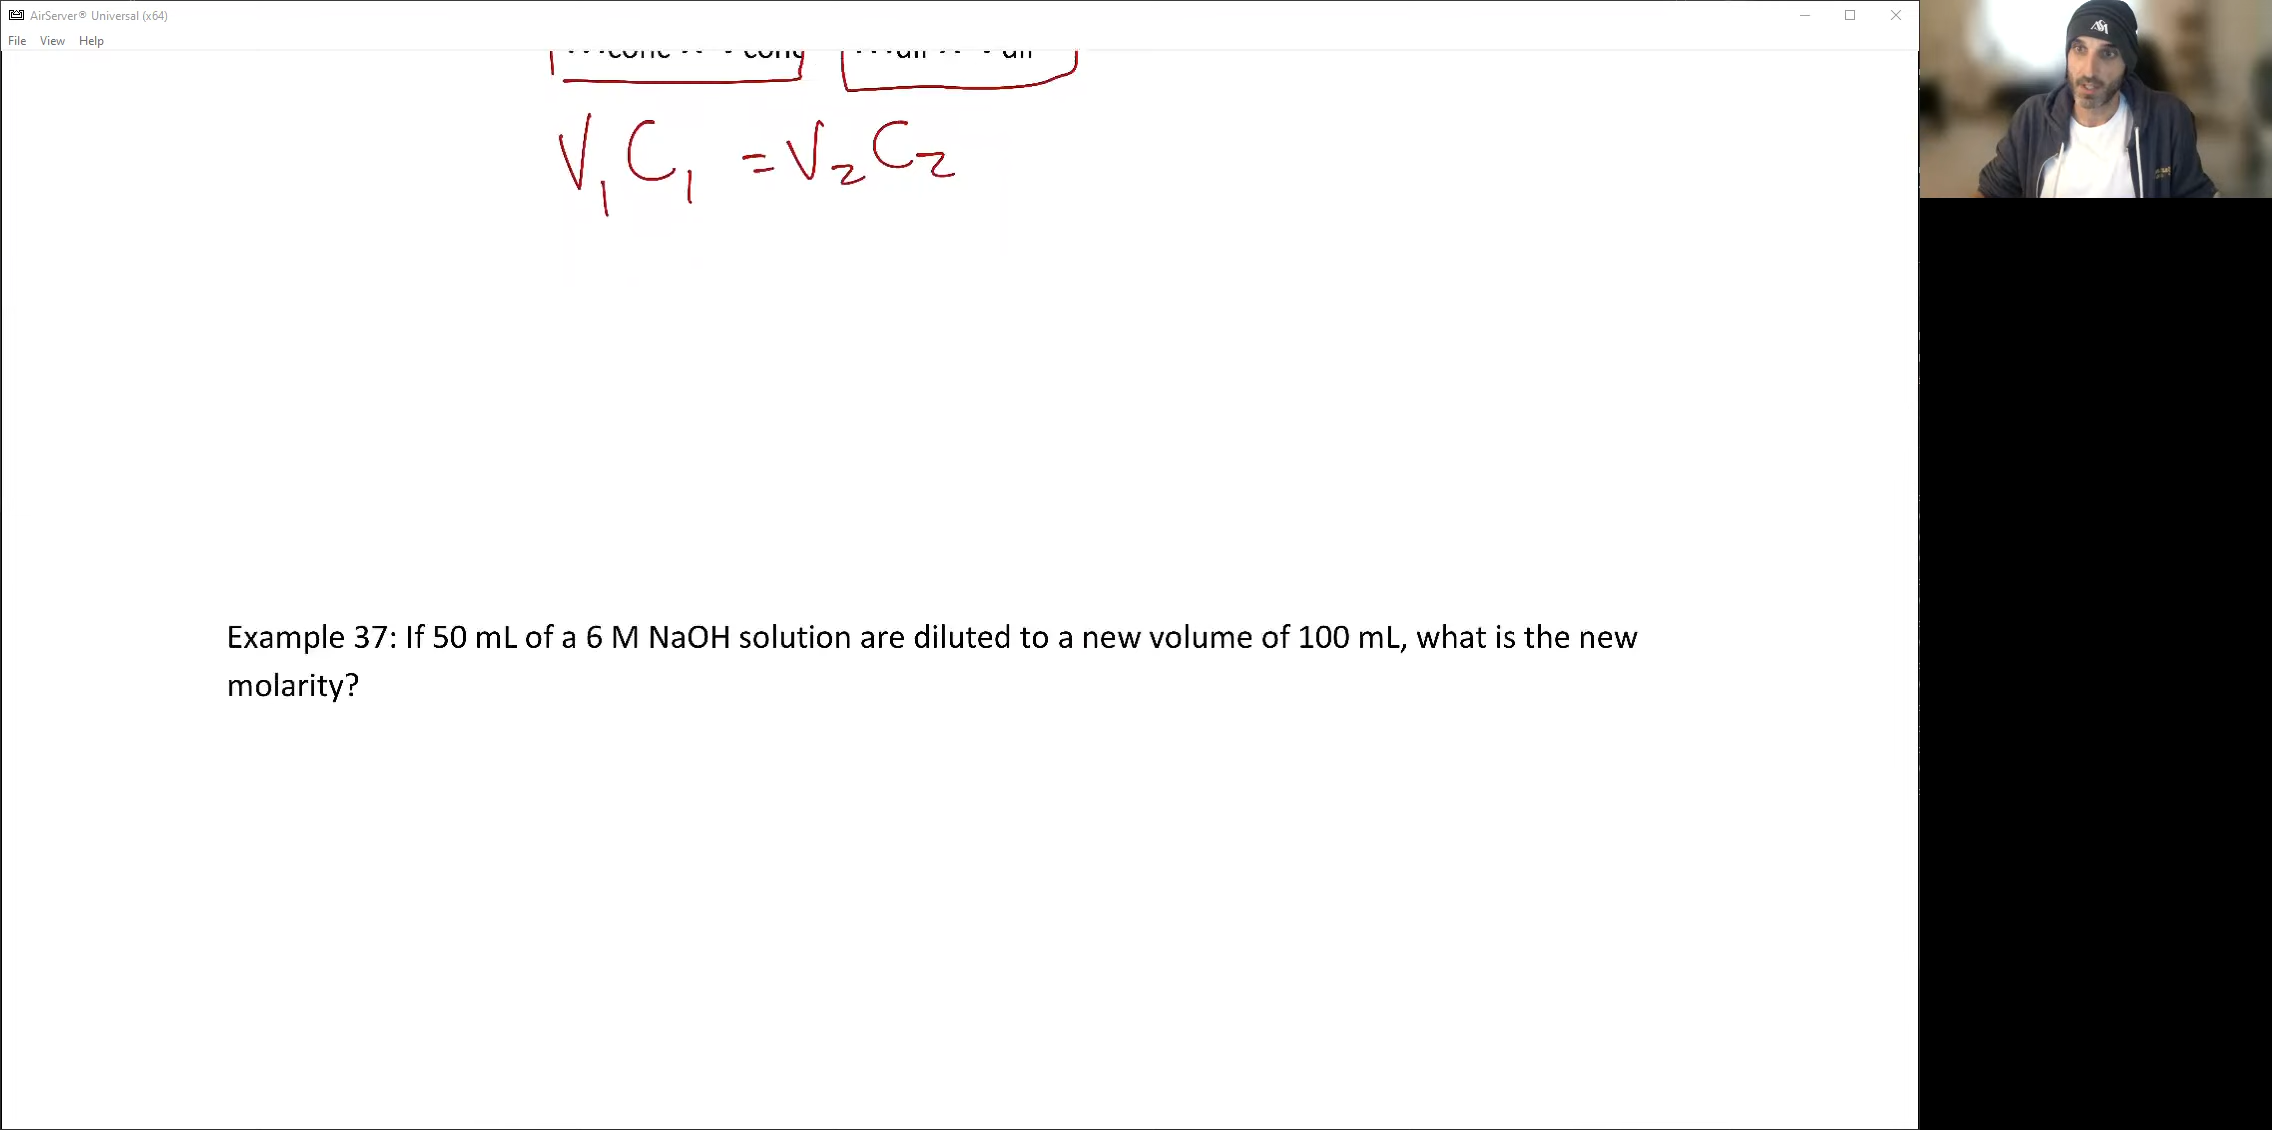 AirServer® Universal (x64)
File View Help
V₁C₁ = V₂C₂
Example 37: If 50 mL of a 6 M NaOH solution are diluted to a new volume of 100 mL, what is the new
molarity?